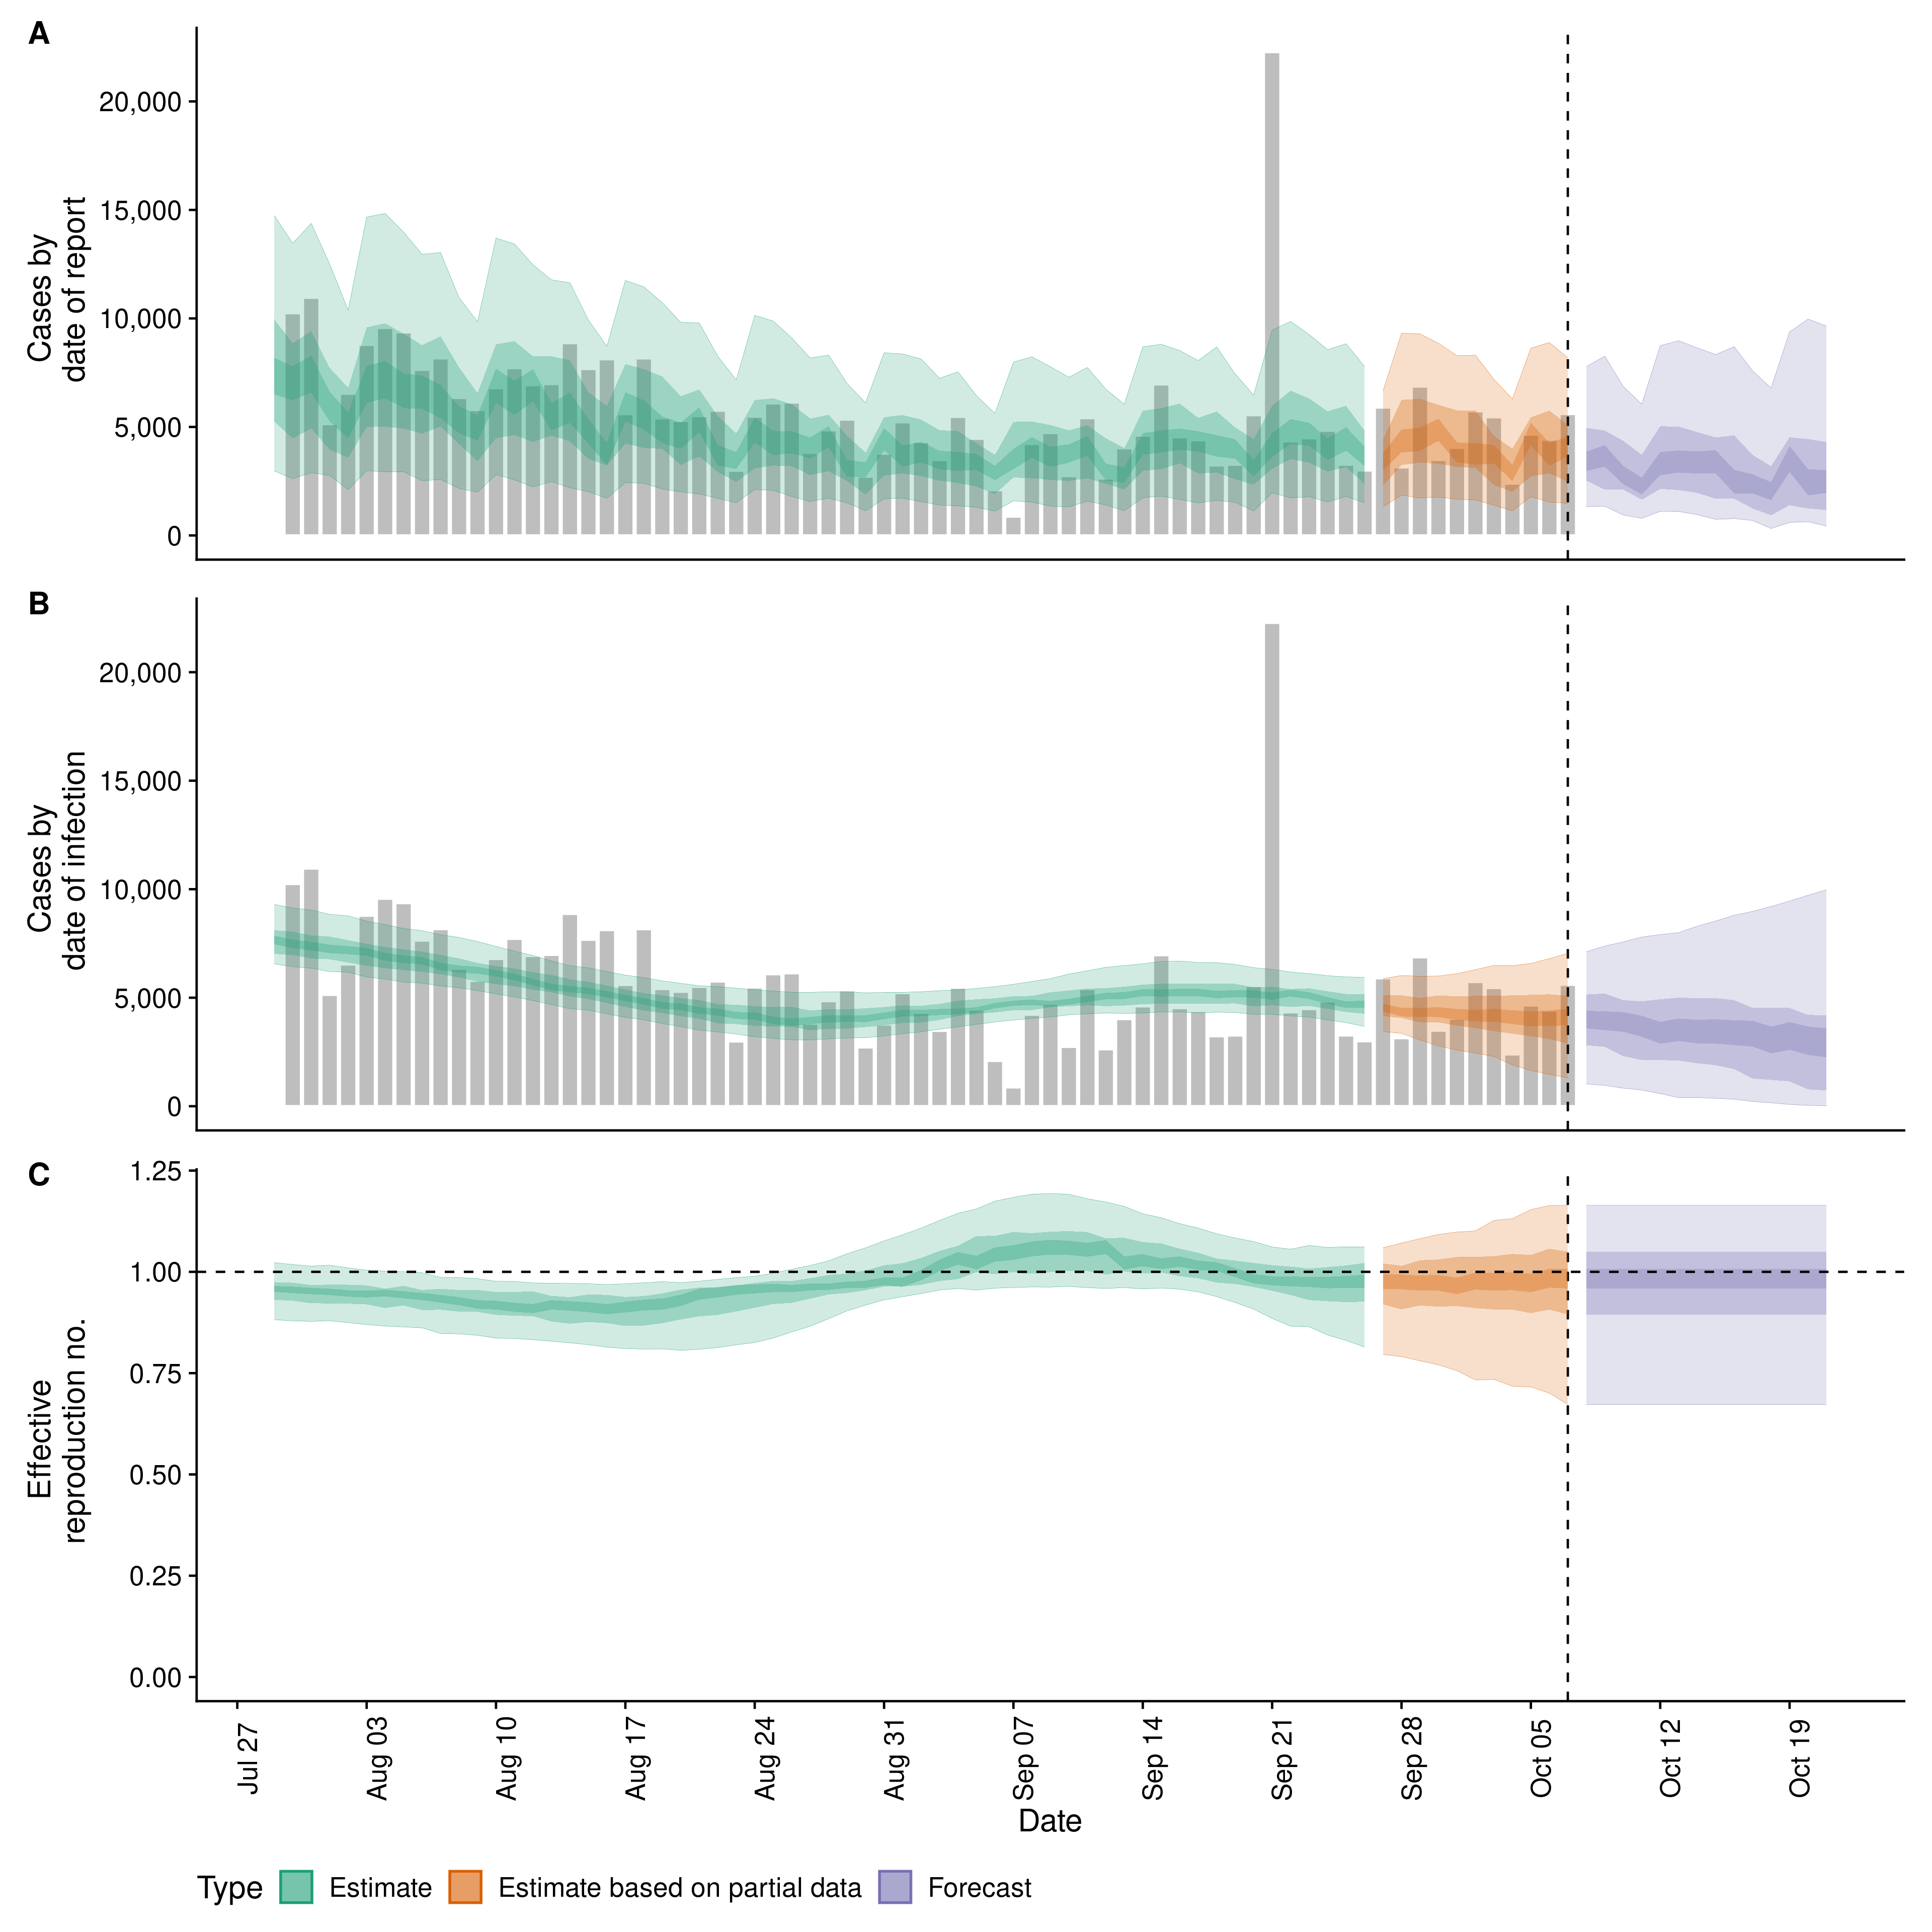 A
20,000
15,000
10,000
5,000
0
Cases by
date of report
B
20,000
15,000
10,000
5,000
0
Cases by
date of infection
C
1.25
1.00
0.75
0.50
0.25
0.00
Effective
reproduction no.
Jul 27
Aug 03
Aug 10
Aug 17
Aug 24
Aug 31
Sep 07
Sep 14
Sep 21
Sep 28
Oct 05
Oct 12
Oct 19
Date
Type Estimate Estimate based on partial data Forecast